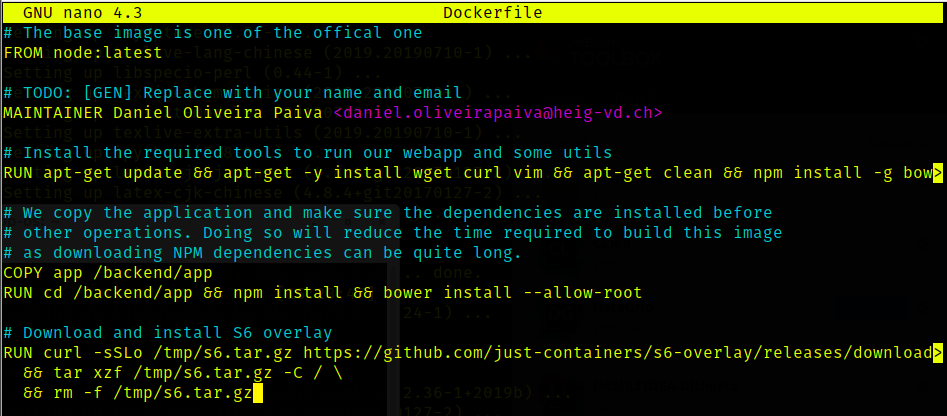 GNU nano 4.3 Dockerfile
# The base image is one of the offical one
FROM node:latest
# TODO: [GEN] Replace with your name and email
MAINTAINER Daniel Oliveira Paiva <daniel.oliveirapaiva@heig-vd.ch>
# Install the required tools to run our webapp and some utils
RUN apt-get update && apt-get -y install wget curl vim && apt-get clean && npm install -g bow>
# We copy the application and make sure the dependencies are installed before
# other operations. Doing so will reduce the time required to build this image
# as downloading NPM dependencies can be quite long.
COPY app /backend/app
RUN cd /backend/app && npm install && bower install --allow-root
# Download and install S6 overlay
RUN curl -sSLo /tmp/s6.tar.gz https://github.com/just-containers/s6-overlay/releases/download>
&& tar xzf /tmp/s6.tar.gz -C / \
&& rm -f /tmp/s6.tar.gz